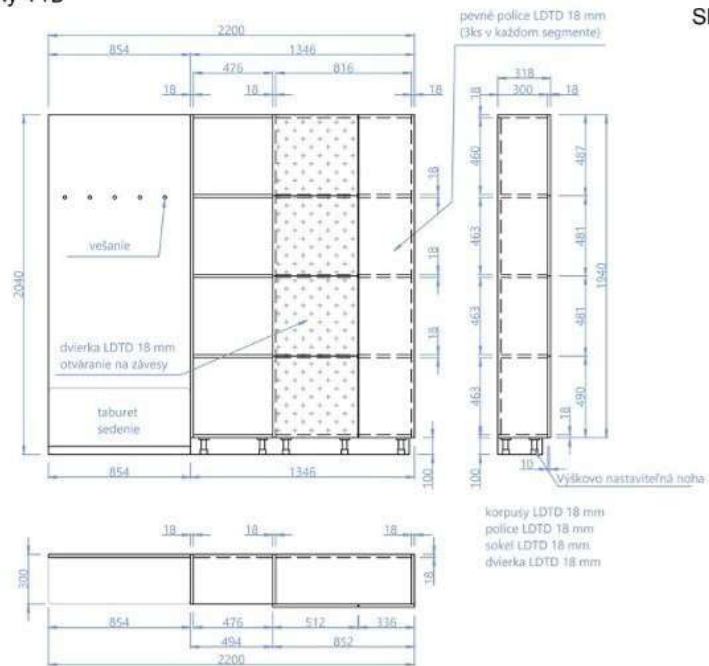 pevné police LDTD 18 mm
(3ks v každom segmente)
2200
854 1346
476 816
18 18 18
318
300 18
18
460
463
463
463
100
487
481
481
490
1940
18
10
2040
18
18
18
100
vešanie
dvierka LDTD 18 mm
otváranie na závesy
taburet
sedenie
854 1346
Výškovo nastaviteľná noha
korpusy LDTD 18 mm
police LDTD 18 mm
sokel LDTD 18 mm
dvierka LDTD 18 mm
18 18 18
300
18
854 476 512 336
494 852
2200